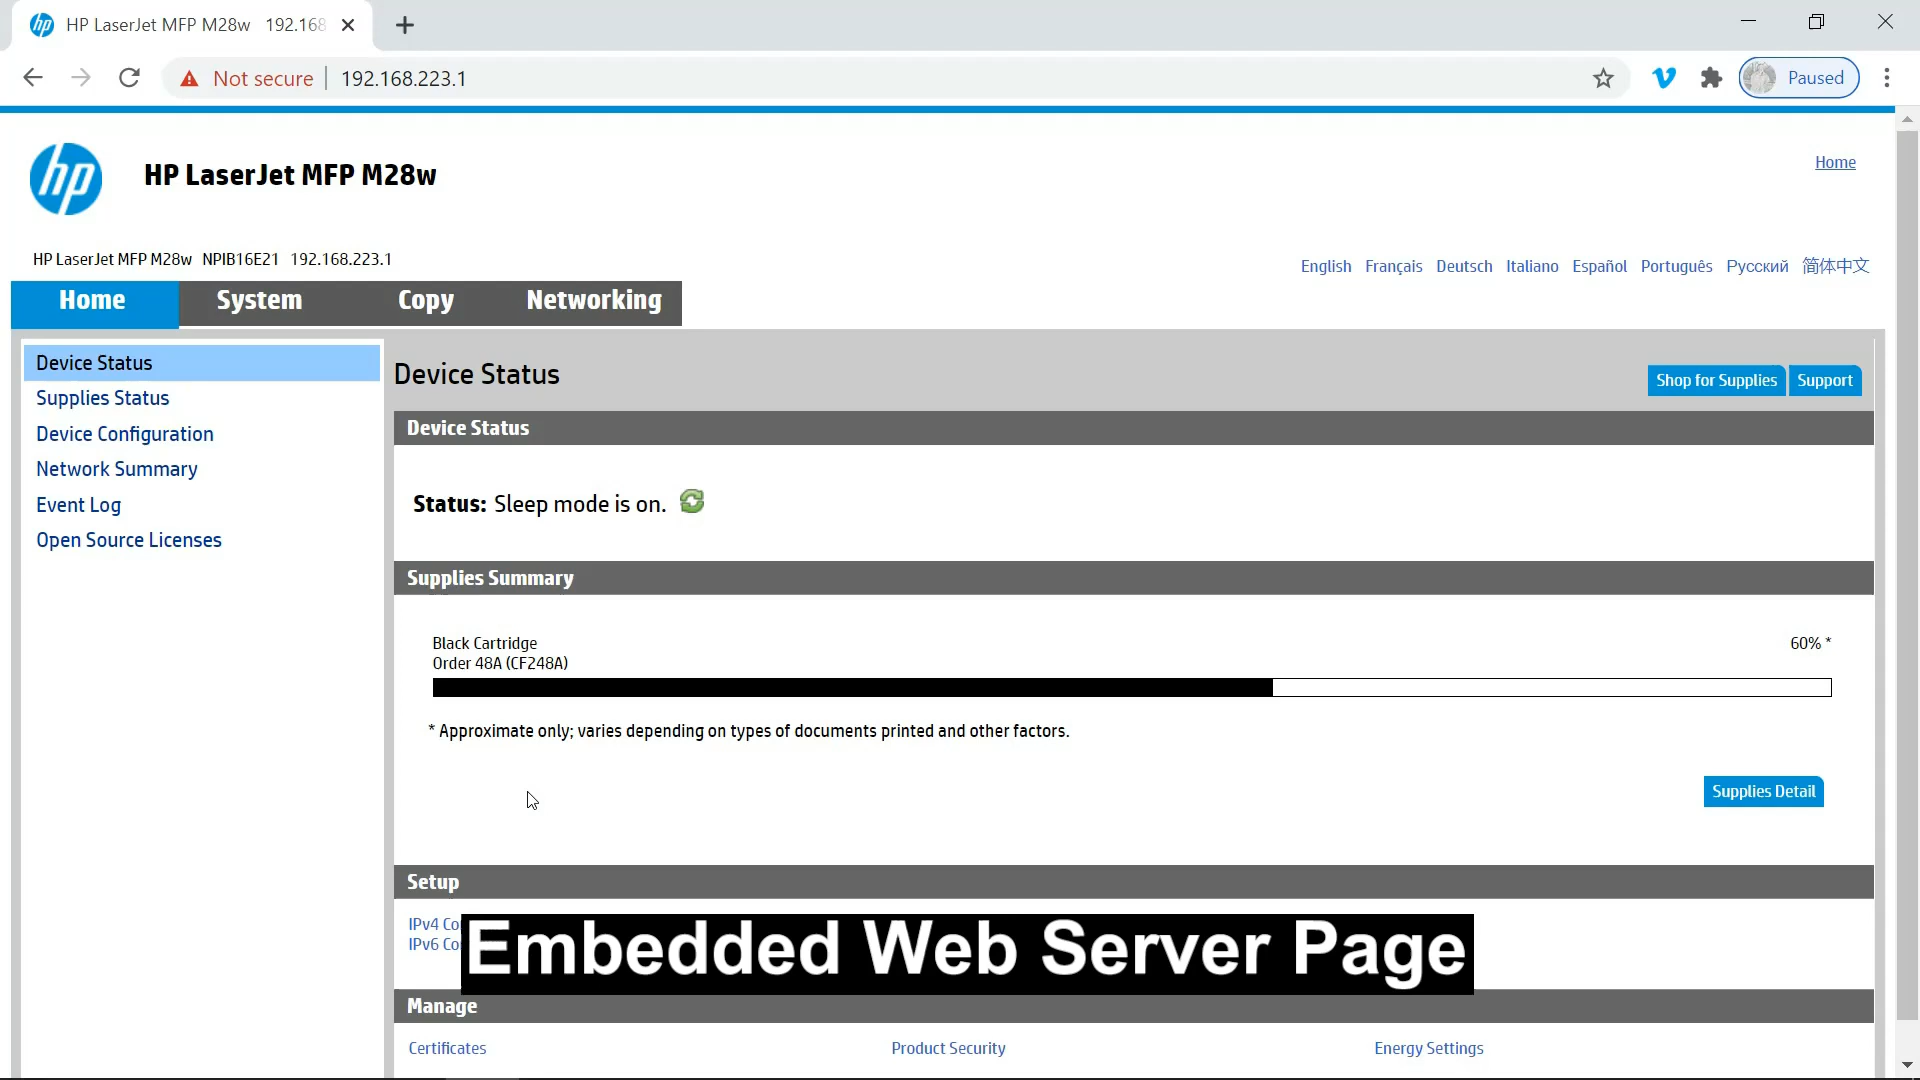 HP LaserJet MFP M28w 192.168
Not secure 192.168.223.1 Paused
hp HP LaserJet MFP M28w Home
HP LaserJet MFP M28w NPIB16E21 192.168.223.1
English Français Deutsch Italiano Español Português Русский 简体中文
Home System Copy Networking
Device Status
Supplies Status
Device Configuration
Network Summary
Event Log
Open Source Licenses
Device Status
Shop for Supplies Support
Device Status
Status: Sleep mode is on.
Supplies Summary
Black Cartridge 60% *
Order 48A (CF248A)
* Approximate only; varies depending on types of documents printed and other factors.
Supplies Detail
Setup
IPv4 Co
IPv6 Co
Embedded Web Server Page
Manage
Certificates Product Security Energy Settings